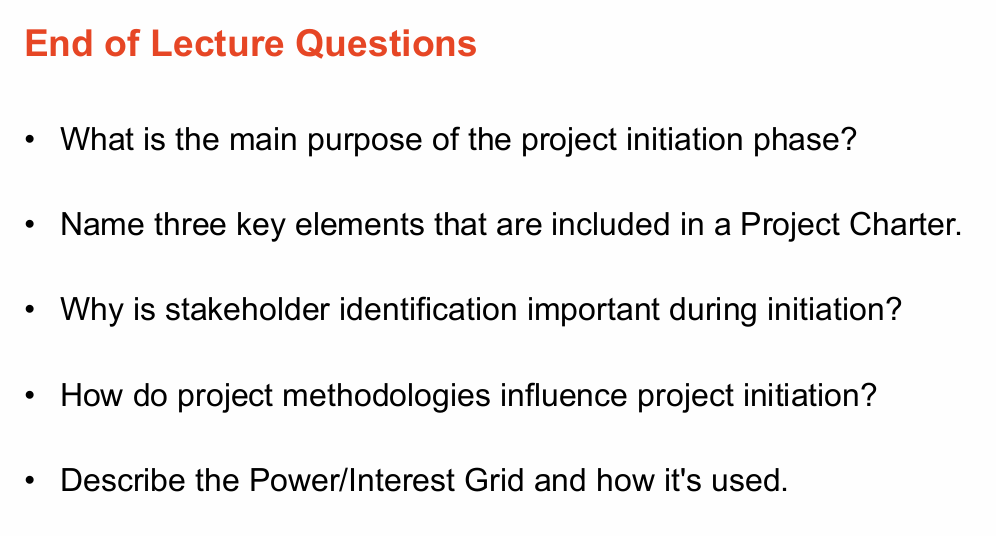 End of Lecture Questions
• What is the main purpose of the project initiation phase?
• Name three key elements that are included in a Project Charter.
• Why is stakeholder identification important during initiation?
• How do project methodologies influence project initiation?
• Describe the Power/Interest Grid and how it's used.